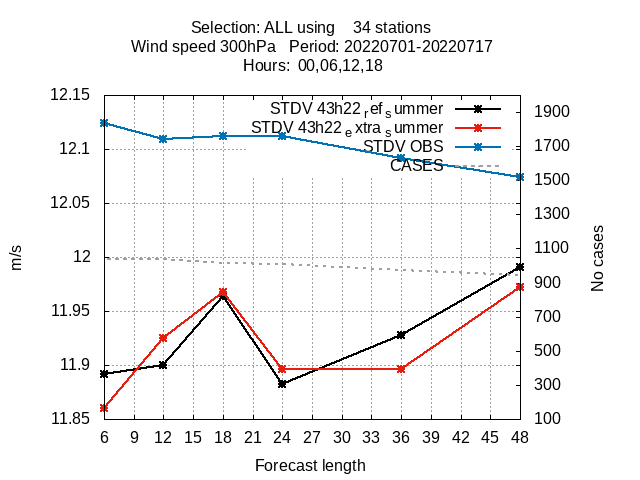 Selection: ALL using 34 stations
Wind speed 300hPa Period: 20220701-20220717
Hours: 00,06,12,18
12.15
12.1
12.05
12
11.95
11.9
11.85
m/s
STDV 43h22_ref_summer
STDV 43h22_extra_summer
STDV OBS
CASES
1900
1700
1500
1300
1100
900
700
500
300
100
No cases
6 9 12 15 18 21 24 27 30 33 36 39 42 45 48
Forecast length